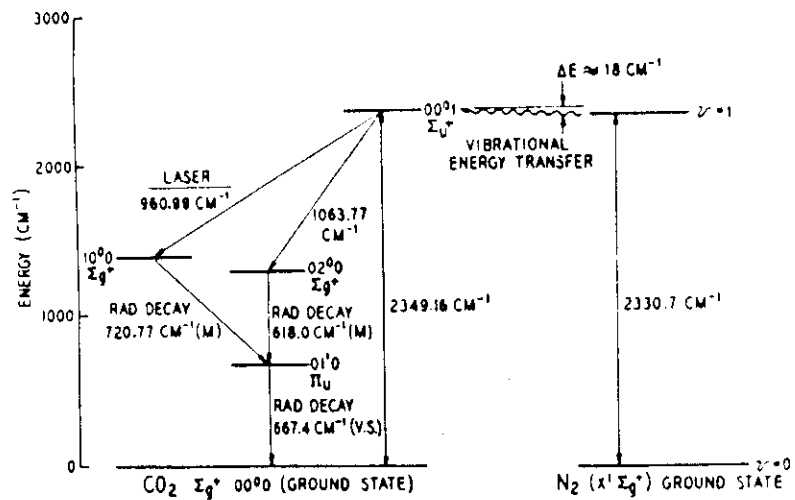 3000
2000
1000
0
ENERGY (CM⁻¹)
ΔE ≈ 18 CM⁻¹
00⁰1
Σu⁺
v=1
VIBRATIONAL
ENERGY TRANSFER
LASER
960.99 CM⁻¹
1063.77
CM⁻¹
10⁰0
Σg⁺
02⁰0
Σg⁺
RAD DECAY
720.77 CM⁻¹(M)
RAD DECAY
618.0 CM⁻¹(M)
2349.16 CM⁻¹
2330.7 CM⁻¹
01¹0
Πu
RAD DECAY
667.4 CM⁻¹(V.S.)
v=0
CO₂ Σg⁺ 00⁰0 (GROUND STATE)
N₂ (X¹Σg⁺) GROUND STATE